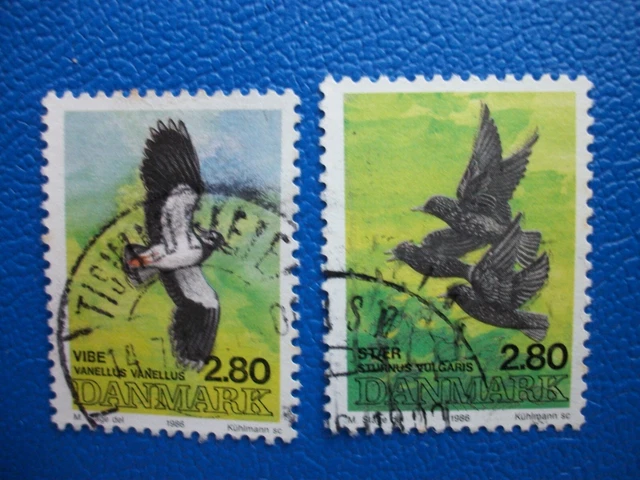 VIBE
VANELLUS VANELLUS
2.80
DANMARK
1986
Kühlmann sc
STÆR
STURNUS VULGARIS
2.80
DANMARK
1986
Kühlmann sc